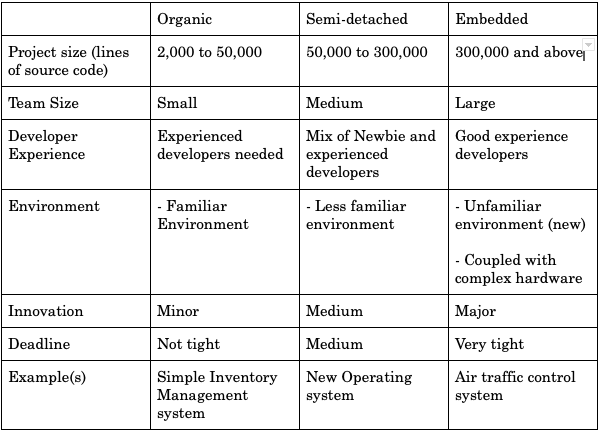 Organic Semi-detached Embedded
Project size (lines 2,000 to 50,000 50,000 to 300,000 300,000 and above
of source code)
Team Size Small Medium Large
Developer Experienced Mix of Newbie and Good experience
Experience developers needed experienced developers
developers
Environment - Familiar - Less familiar - Unfamiliar
Environment environment environment (new)
- Coupled with
complex hardware
Innovation Minor Medium Major
Deadline Not tight Medium Very tight
Example(s) Simple Inventory New Operating Air traffic control
Management system system
system